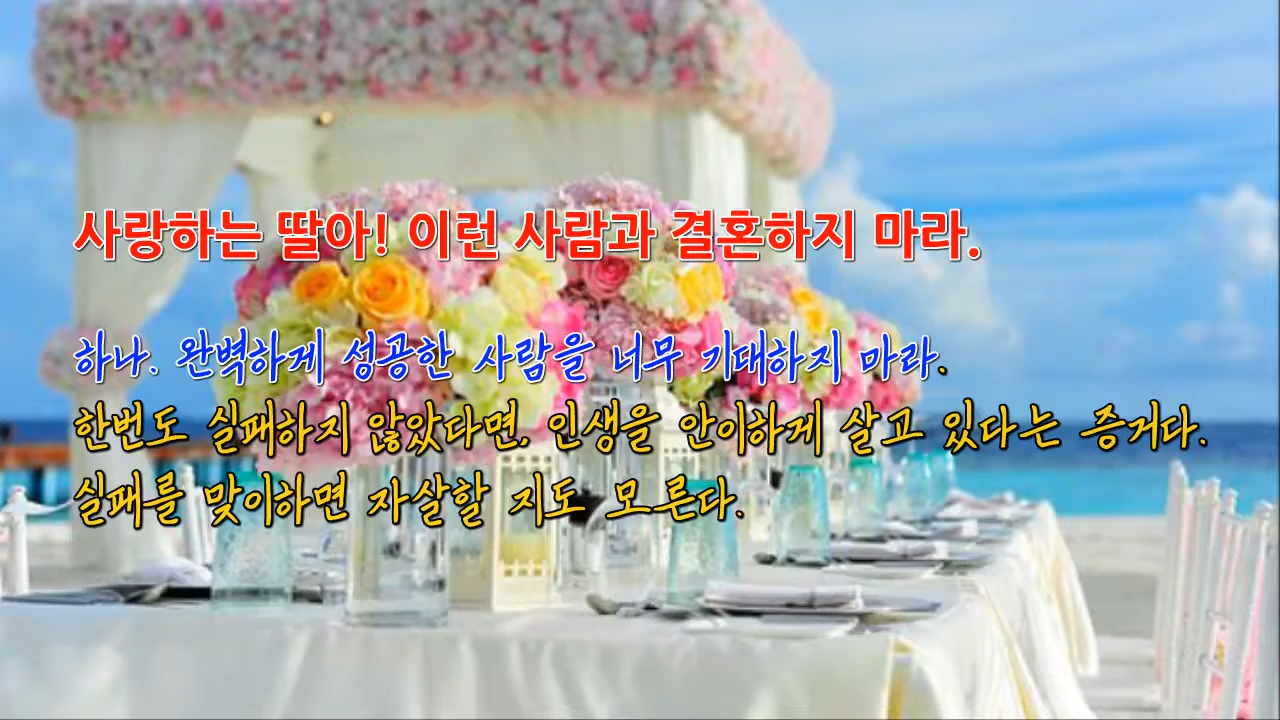 사랑하는 딸아! 이런 사람과 결혼하지 마라.
하나. 완벽하게 성공한 사람을 너무 기대하지 마라.
한번도 실패하지 않았다면, 인생을 안이하게 살고 있다는 증거다.
실패를 맞이하면 자살할 지도 모른다.